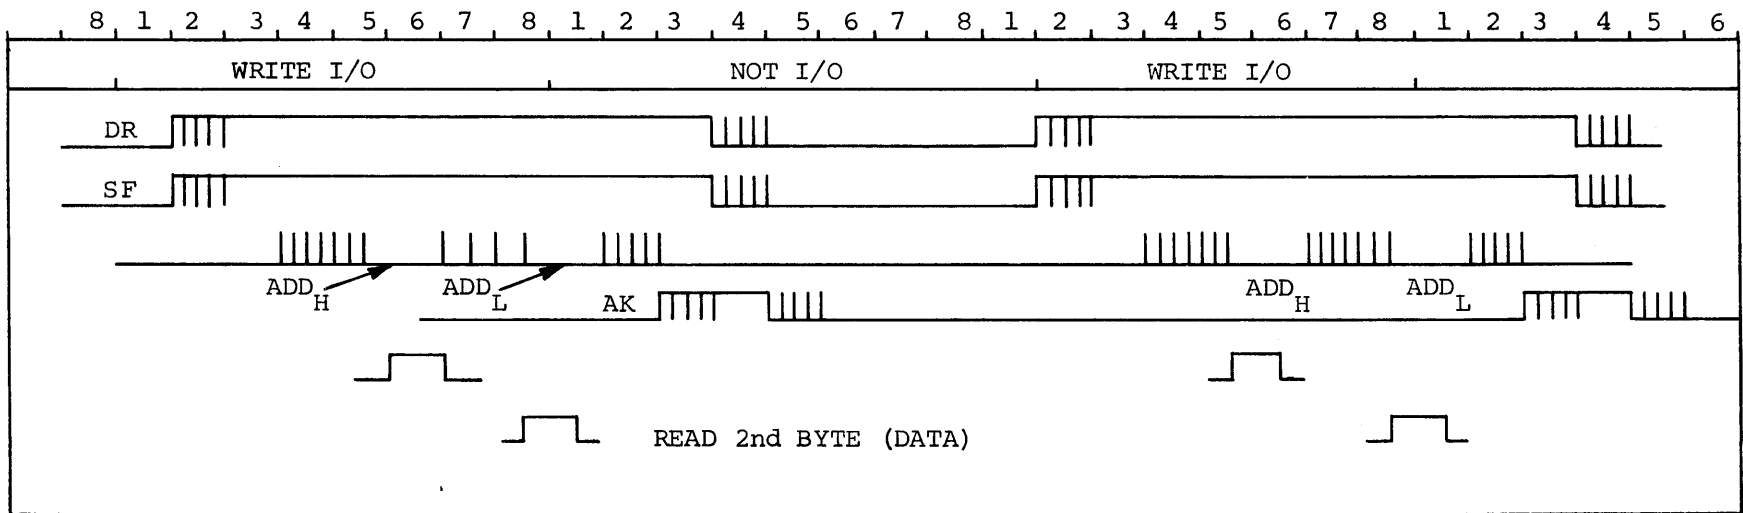 8 1 2 3 4 5 6 7 8 1 2 3 4 5 6 7 8 1 2 3 4 5 6 7 8 1 2 3 4 5 6
WRITE I/O NOT I/O WRITE I/O
DR
SF
ADDH ADDL AK ADDH ADDL
READ 2nd BYTE (DATA)